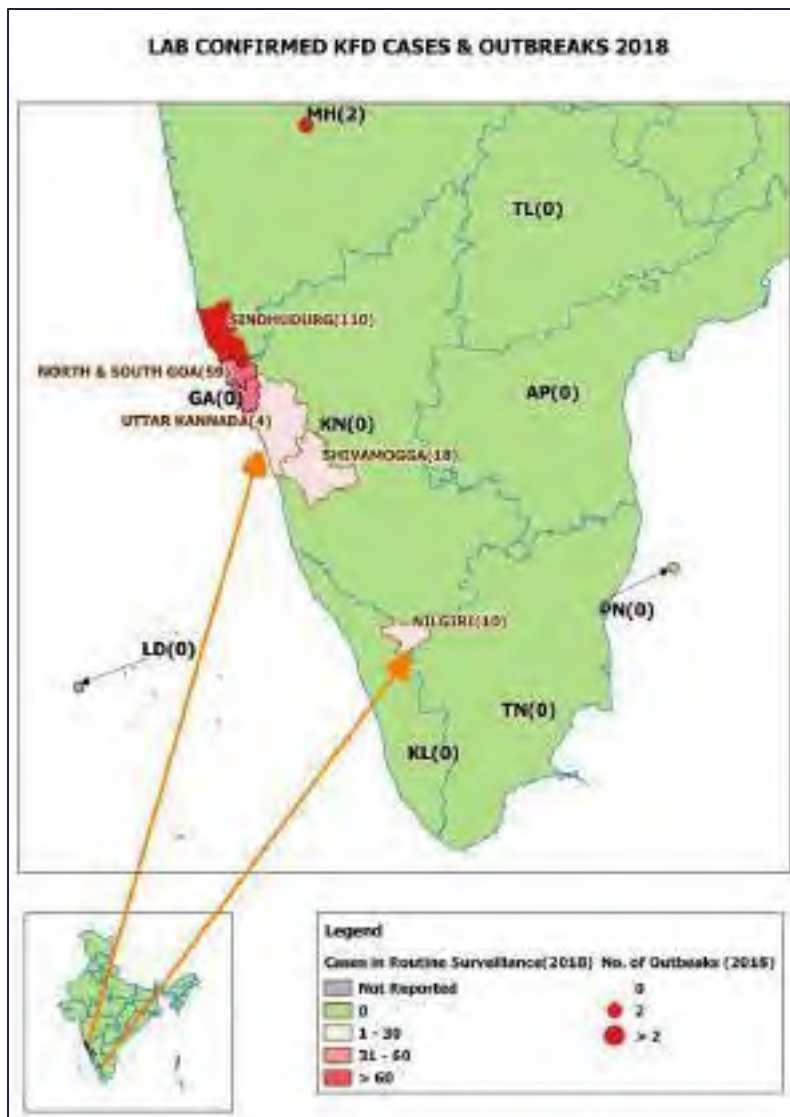 LAB CONFIRMED KFD CASES & OUTBREAKS 2018
MH(2)
TL(0)
SINDHUDURG(110)
NORTH & SOUTH GOA(59)
GA(0)
AP(0)
UTTAR KANNADA(4)
KN(0)
SHIVAMOGGA(18)
PN(0)
NILGIRI(10)
LD(0)
TN(0)
KL(0)
Legend
Cases in Routine Surveillance(2018) No. of Outbreaks (2018)
Not Reported
0
0
2
1 - 30
> 2
31 - 60
> 60